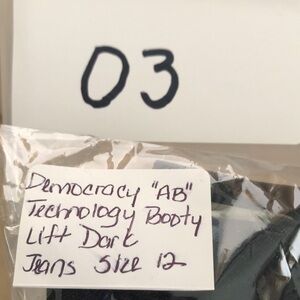 03
Democracy "AB"
Technology Booty
Lift Dark
Jeans Size 12